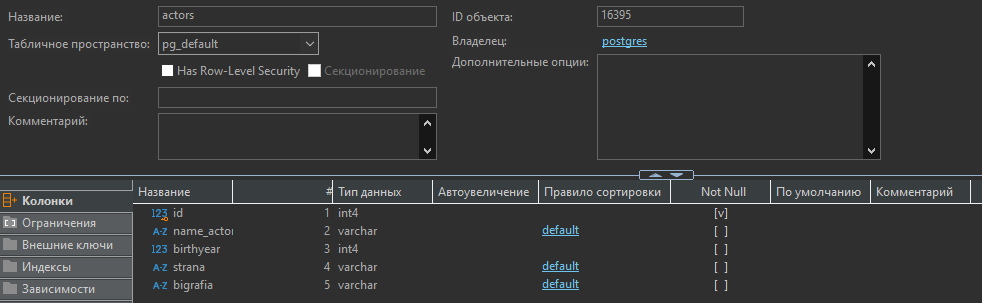 Название: actors
ID объекта: 16395
Табличное пространство: pg_default
Владелец: postgres
Has Row-Level Security Секционирование
Дополнительные опции:
Секционирование по:
Комментарий:
Колонки
Ограничения
Внешние ключи
Индексы
Зависимости
Название # Тип данных Автоувеличение Правило сортировки Not Null По умолчанию Комментарий
123 id 1 int4 [v]
A-Z name_actor 2 varchar default [ ]
123 birthyear 3 int4 [ ]
A-Z strana 4 varchar default [ ]
A-Z bigrafia 5 varchar default [ ]